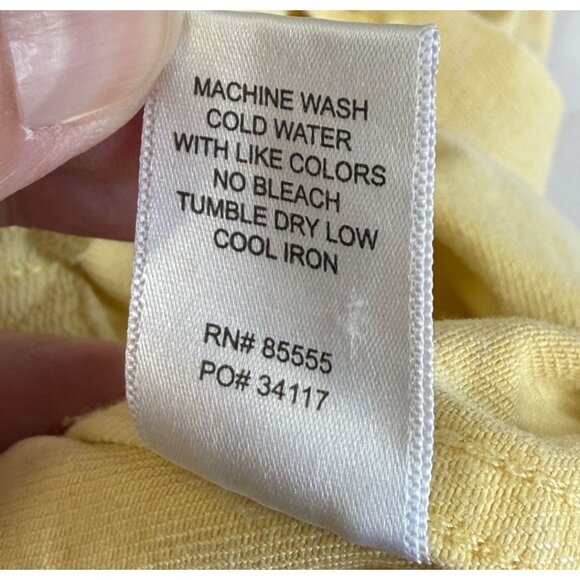 MACHINE WASH
COLD WATER
WITH LIKE COLORS
NO BLEACH
TUMBLE DRY LOW
COOL IRON
RN# 85555
PO# 34117